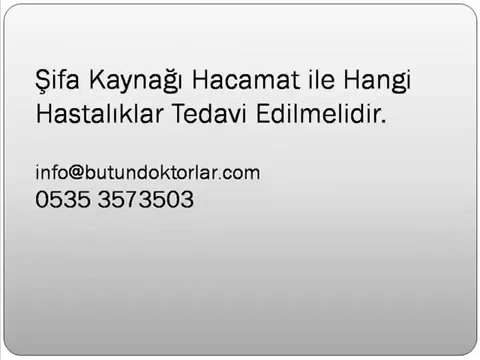 Şifa Kaynağı Hacamat ile Hangi
Hastalıklar Tedavi Edilmelidir.
info@butundoktorlar.com
0535 3573503